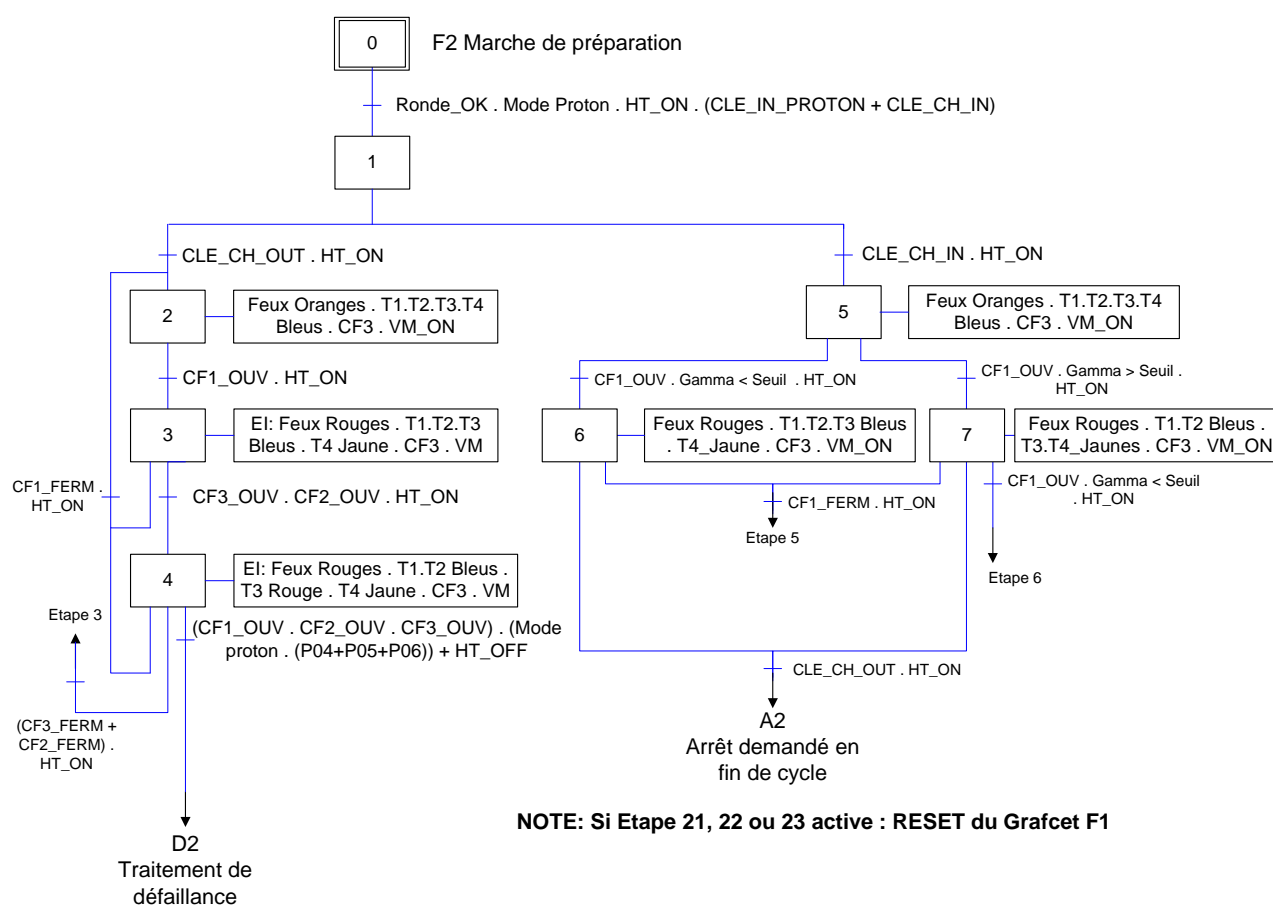 0
F2 Marche de préparation
Ronde_OK . Mode Proton . HT_ON . (CLE_IN_PROTON + CLE_CH_IN)
1
CLE_CH_OUT . HT_ON
CLE_CH_IN . HT_ON
2
Feux Oranges . T1.T2.T3.T4
Bleus . CF3 . VM_ON
5
Feux Oranges . T1.T2.T3.T4
Bleus . CF3 . VM_ON
CF1_OUV . HT_ON
CF1_OUV . Gamma < Seuil . HT_ON
CF1_OUV . Gamma > Seuil .
HT_ON
3
EI: Feux Rouges . T1.T2.T3
Bleus . T4 Jaune . CF3 . VM
6
Feux Rouges . T1.T2.T3 Bleus
. T4_Jaune . CF3 . VM_ON
7
Feux Rouges . T1.T2 Bleus .
T3.T4_Jaunes . CF3 . VM_ON
CF1_FERM .
HT_ON
CF3_OUV . CF2_OUV . HT_ON
CF1_FERM . HT_ON
CF1_OUV . Gamma < Seuil
. HT_ON
Etape 5
4
EI: Feux Rouges . T1.T2 Bleus .
T3 Rouge . T4 Jaune . CF3 . VM
Etape 6
Etape 3
(CF1_OUV . CF2_OUV . CF3_OUV) . (Mode
proton . (P04+P05+P06)) + HT_OFF
CLE_CH_OUT . HT_ON
(CF3_FERM +
CF2_FERM) .
HT_ON
A2
Arrêt demandé en
fin de cycle
NOTE: Si Etape 21, 22 ou 23 active : RESET du Grafcet F1
D2
Traitement de
défaillance